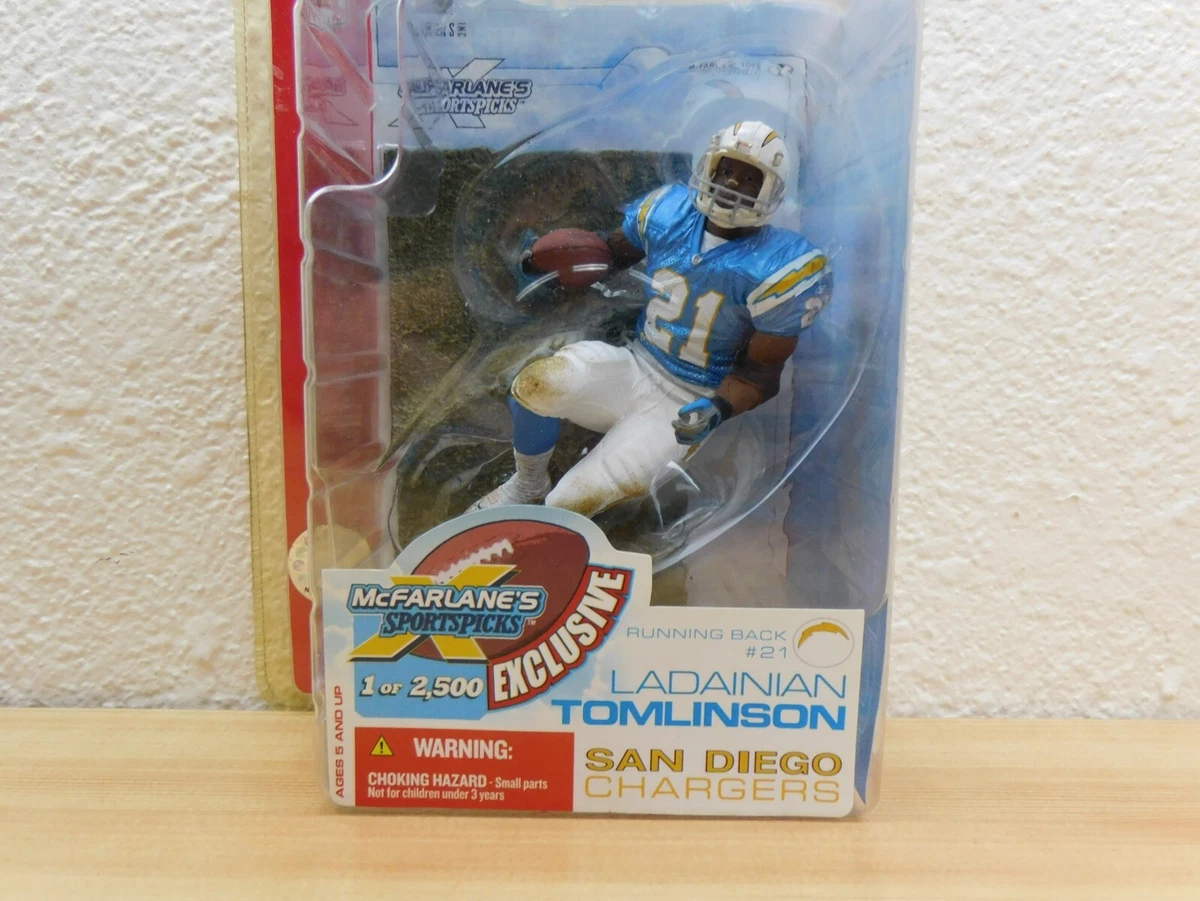 McFARLANE'S
SPORTSPICKS
21
McFARLANE'S
SPORTSPICKS™
EXCLUSIVE
1 OF 2,500
RUNNING BACK
#21
LADAINIAN
TOMLINSON
SAN DIEGO
CHARGERS
AGES 5 AND UP
WARNING:
CHOKING HAZARD - Small parts
Not for children under 3 years